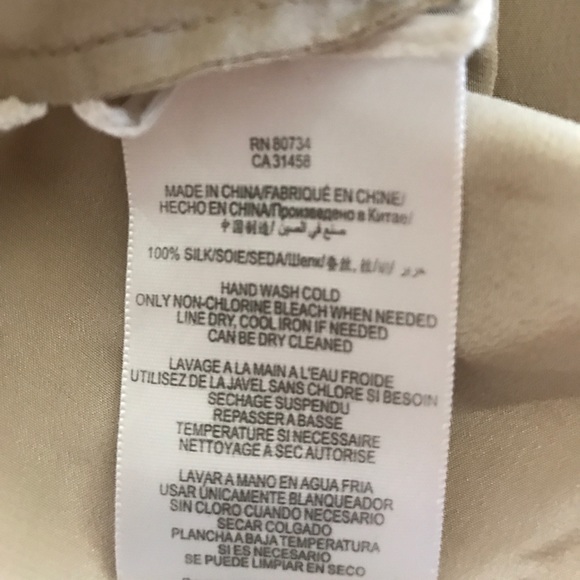 RN 80734
CA 31458
MADE IN CHINA/FABRIQUÉ EN CHINE/
HECHO EN CHINA/Произведено в Китае/
中国制造/ صنع في الصين/
100% SILK/SOIE/SEDA/Шелк/ حرير
HAND WASH COLD
ONLY NON-CHLORINE BLEACH WHEN NEEDED
LINE DRY, COOL IRON IF NEEDED
CAN BE DRY CLEANED
LAVAGE A LA MAIN A L'EAU FROIDE
UTILISEZ DE LA JAVEL SANS CHLORE SI BESOIN
SECHAGE SUSPENDU
REPASSER A BASSE
TEMPERATURE SI NECESSAIRE
NETTOYAGE A SEC AUTORISE
LAVAR A MANO EN AGUA FRIA
USAR ÚNICAMENTE BLANQUEADOR
SIN CLORO CUANDO NECESARIO
SECAR COLGADO
PLANCHA A BAJA TEMPERATURA
SI ES NECESARIO
SE PUEDE LIMPIAR EN SECO